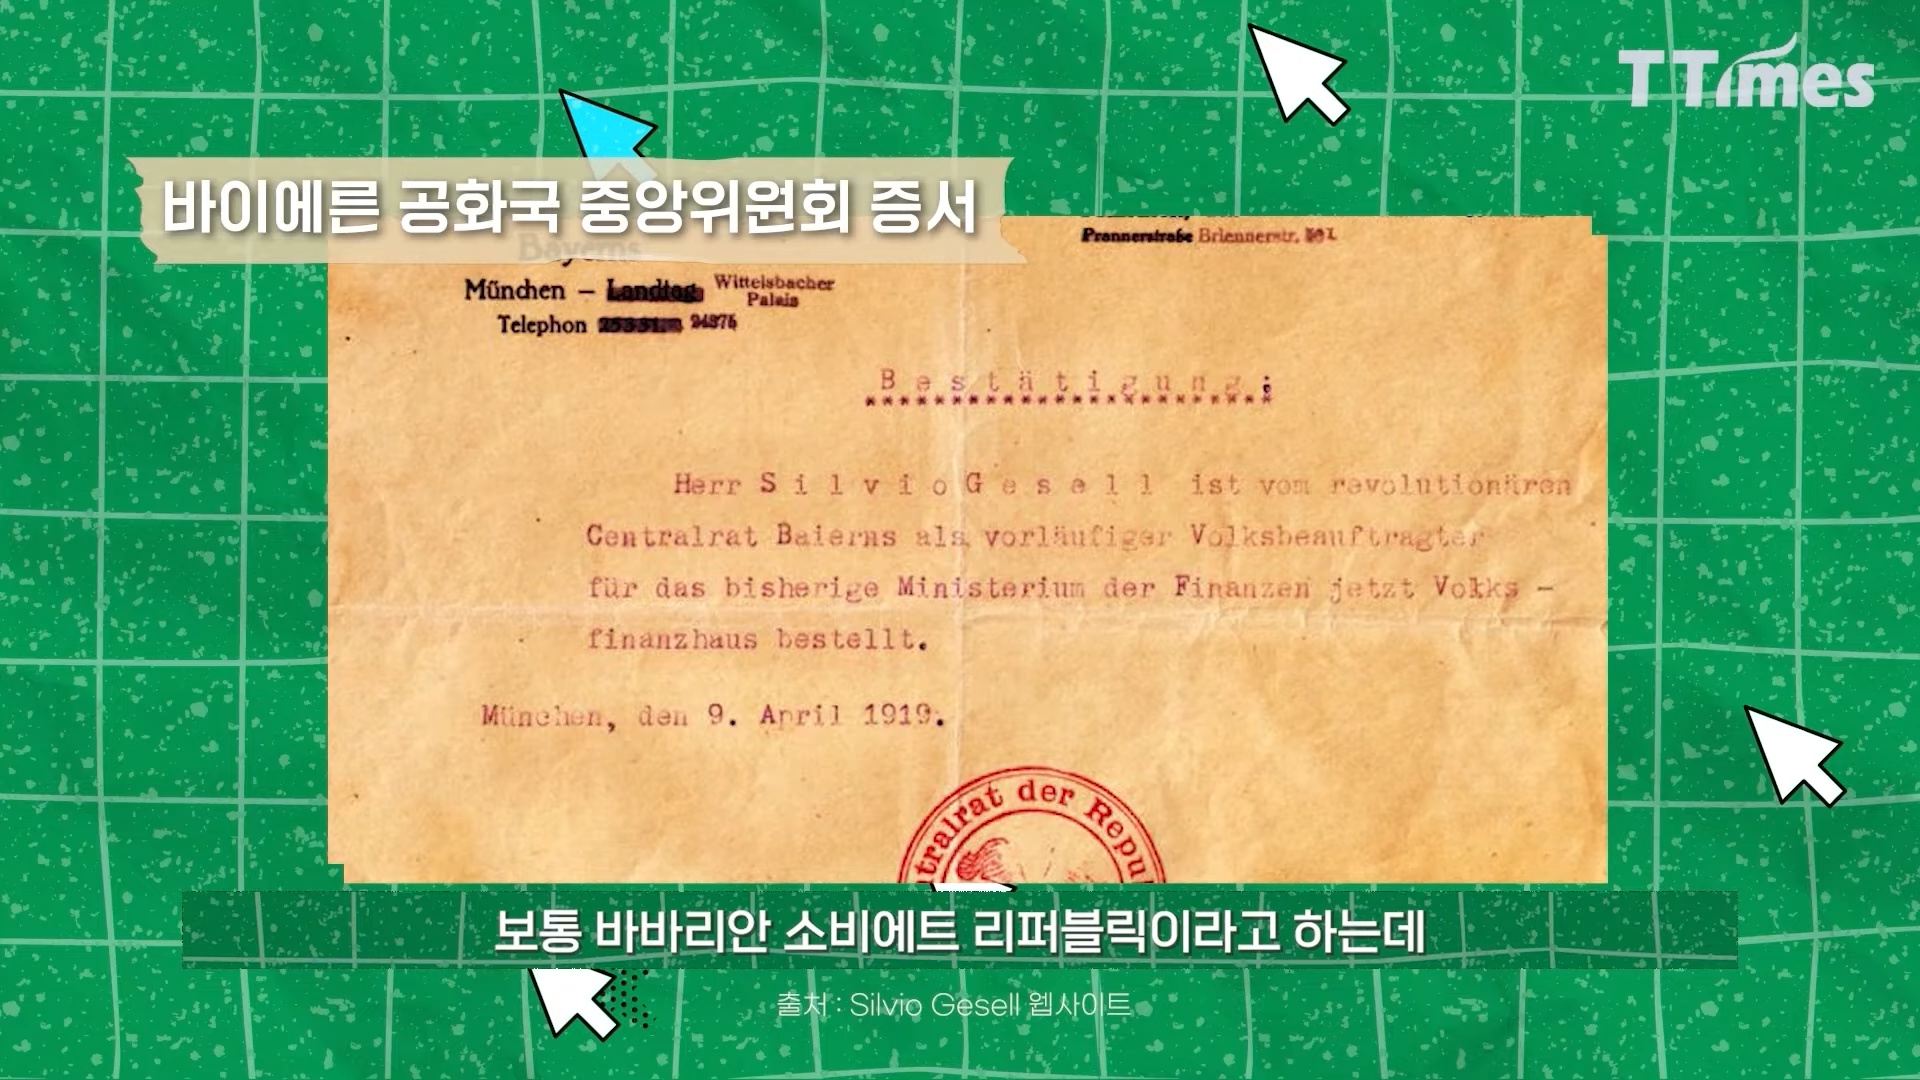 TTimes
바이에른 공화국 중앙위원회 증서
Bayerns
Prannerstraße Briennerstr.
München – Landtag Wittelsbacher
Palais
Telephon 94375
Bestätigung:
Herr Silvio Gesell ist vom revolutionären
Centralrat Baierns als vorläufiger Volksbeauftragter
für das bisherige Ministerium der Finanzen jetzt Volks -
finanzhaus bestellt.
München, den 9. April 1919.
tralrat der Repu
보통 바바리안 소비에트 리퍼블릭이라고 하는데
출처 : Silvio Gesell 웹사이트